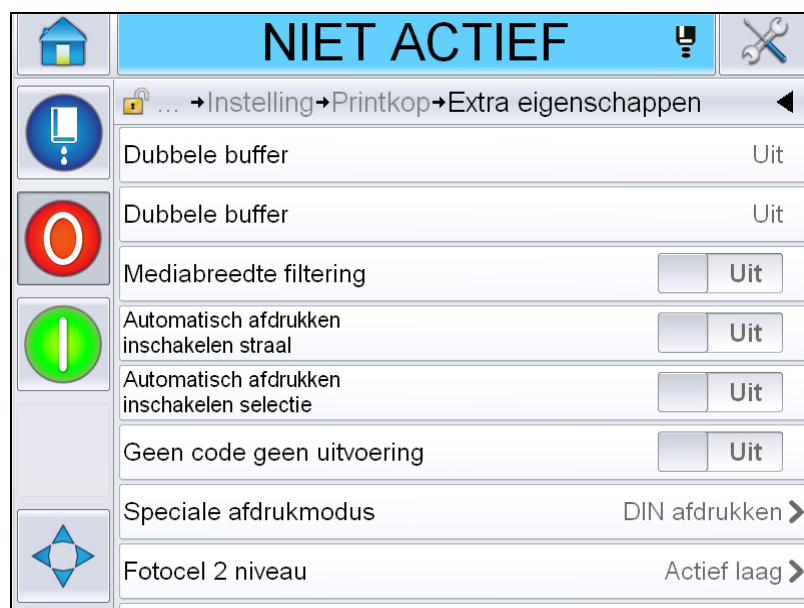 NIET ACTIEF
... →Instelling→Printkop→Extra eigenschappen
Dubbele buffer Uit
Dubbele buffer Uit
Mediabreedte filtering Uit
Automatisch afdrukken
inschakelen straal Uit
Automatisch afdrukken
inschakelen selectie Uit
Geen code geen uitvoering Uit
Speciale afdrukmodus DIN afdrukken
Fotocel 2 niveau Actief laag